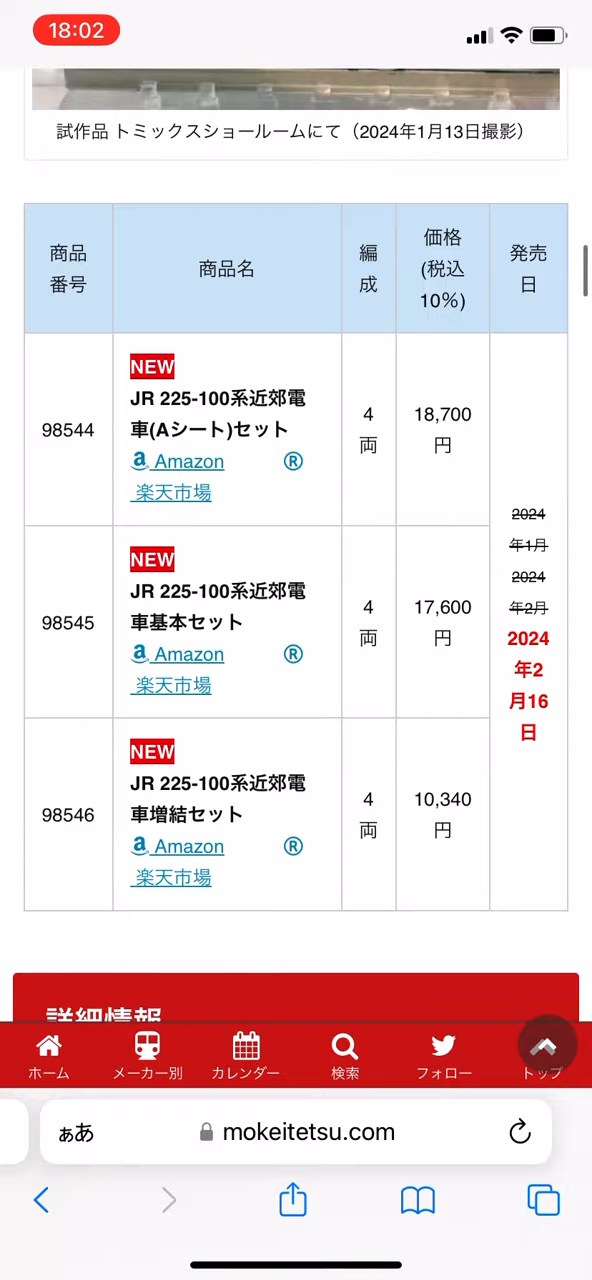 18:02
試作品 トミックスショールームにて（2024年1月13日撮影）
商品
番号
商品名
編
成
価格
(税込
10%)
発売
日
98544
NEW
JR 225-100系近郊電
車(Aシート)セット
Amazon
楽天市場
4
両
18,700
円
98545
NEW
JR 225-100系近郊電
車基本セット
Amazon
楽天市場
4
両
17,600
円
98546
NEW
JR 225-100系近郊電
車増結セット
Amazon
楽天市場
4
両
10,340
円
2024
年1月
2024
年2月
2024
年2
月16
日
詳細情報
ホーム
メーカー別
カレンダー
検索
フォロー
トップ
ぁあ
mokeitetsu.com